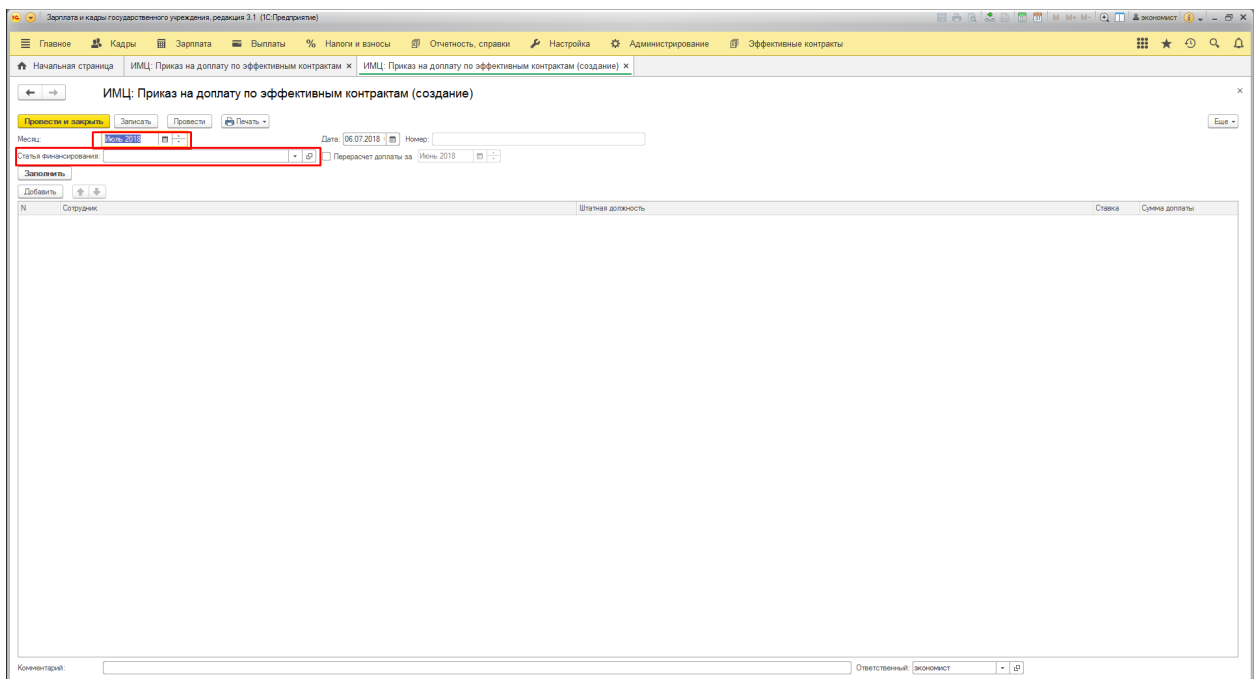 Зарплата и кадры государственного учреждения, редакция 3.1 (1С:Предприятие) M M+ M- экономист
Главное Кадры Зарплата Выплаты % Налоги и взносы Отчетность, справки Настройка Администрирование Эффективные контракты
Начальная страница ИМЦ: Приказ на доплату по эффективным контрактам × ИМЦ: Приказ на доплату по эффективным контрактам (создание) ×
ИМЦ: Приказ на доплату по эффективным контрактам (создание)
Провести и закрыть Записать Провести Печать Еще
Месяц: Июль 2018 Дата: 06.07.2018 Номер:
Статья финансирования: Перерасчет доплаты за Июнь 2018
Заполнить
Добавить
N Сотрудник Штатная должность Ставка Сумма доплаты
Комментарий: Ответственный: экономист